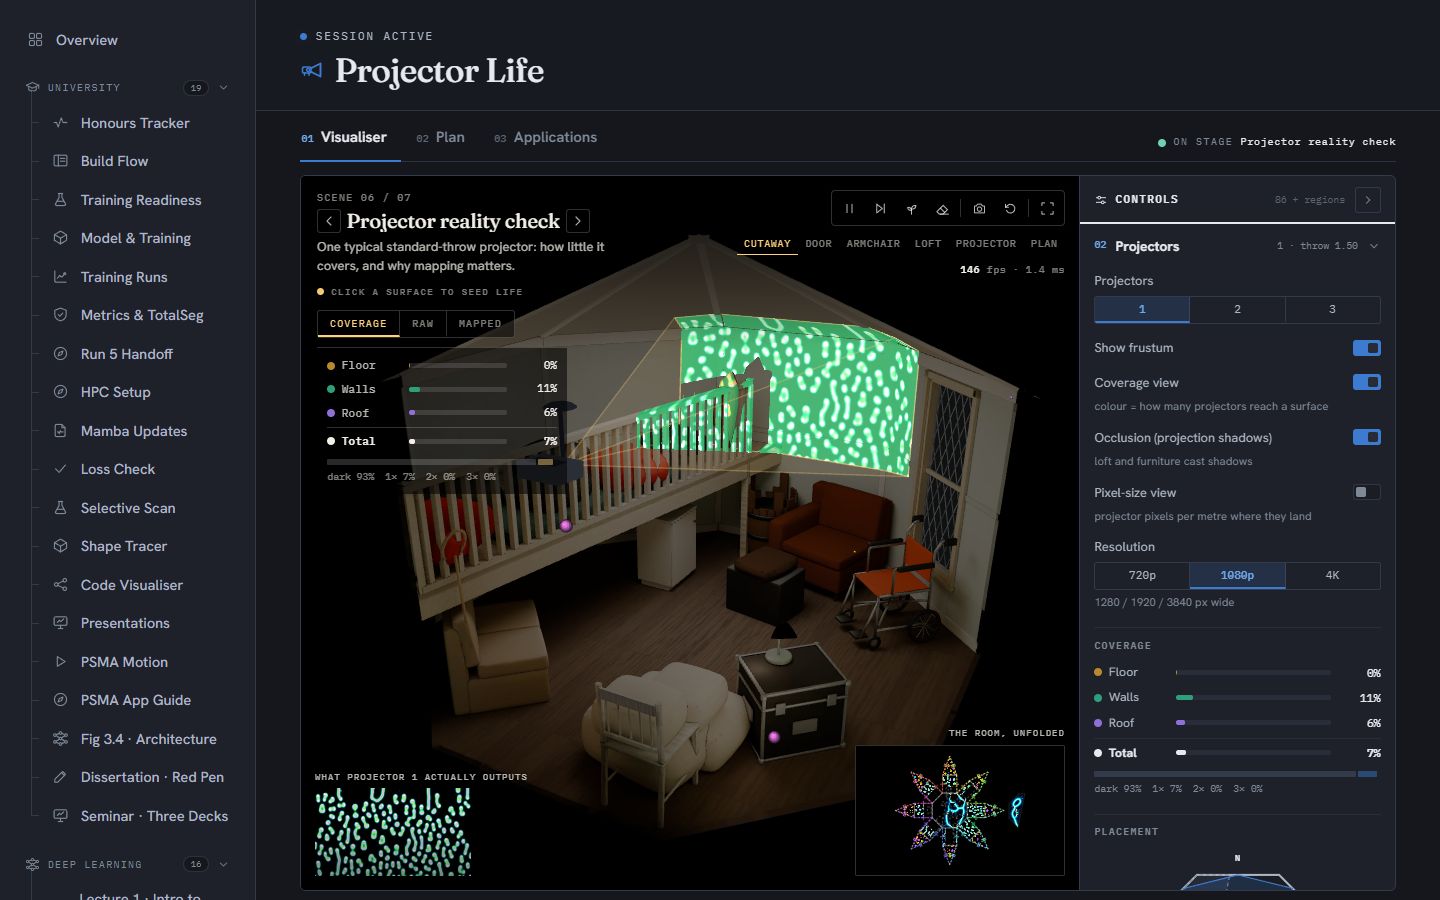 Overview
UNIVERSITY 19
Honours Tracker
Build Flow
Training Readiness
Model & Training
Training Runs
Metrics & TotalSeg
Run 5 Handoff
HPC Setup
Mamba Updates
Loss Check
Selective Scan
Shape Tracer
Code Visualiser
Presentations
PSMA Motion
PSMA App Guide
Fig 3.4 · Architecture
Dissertation · Red Pen
Seminar · Three Decks
DEEP LEARNING 16
Lecture 1 · Intro to
SESSION ACTIVE
Projector Life
01 Visualiser 02 Plan 03 Applications
ON STAGE Projector reality check
SCENE 06 / 07
Projector reality check
One typical standard-throw projector: how little it
covers, and why mapping matters.
CLICK A SURFACE TO SEED LIFE
COVERAGE RAW MAPPED
Floor 0%
Walls 11%
Roof 6%
Total 7%
dark 93% 1× 7% 2× 0% 3× 0%
CUTAWAY DOOR ARMCHAIR LOFT PROJECTOR PLAN
146 fps · 1.4 ms
WHAT PROJECTOR 1 ACTUALLY OUTPUTS
THE ROOM, UNFOLDED
CONTROLS 86 + regions
02 Projectors 1 · throw 1.50
Projectors
1 2 3
Show frustum
Coverage view
colour = how many projectors reach a surface
Occlusion (projection shadows)
loft and furniture cast shadows
Pixel-size view
projector pixels per metre where they land
Resolution
720p 1080p 4K
1280 / 1920 / 3840 px wide
COVERAGE
Floor 0%
Walls 11%
Roof 6%
Total 7%
dark 93% 1× 7% 2× 0% 3× 0%
PLACEMENT
N